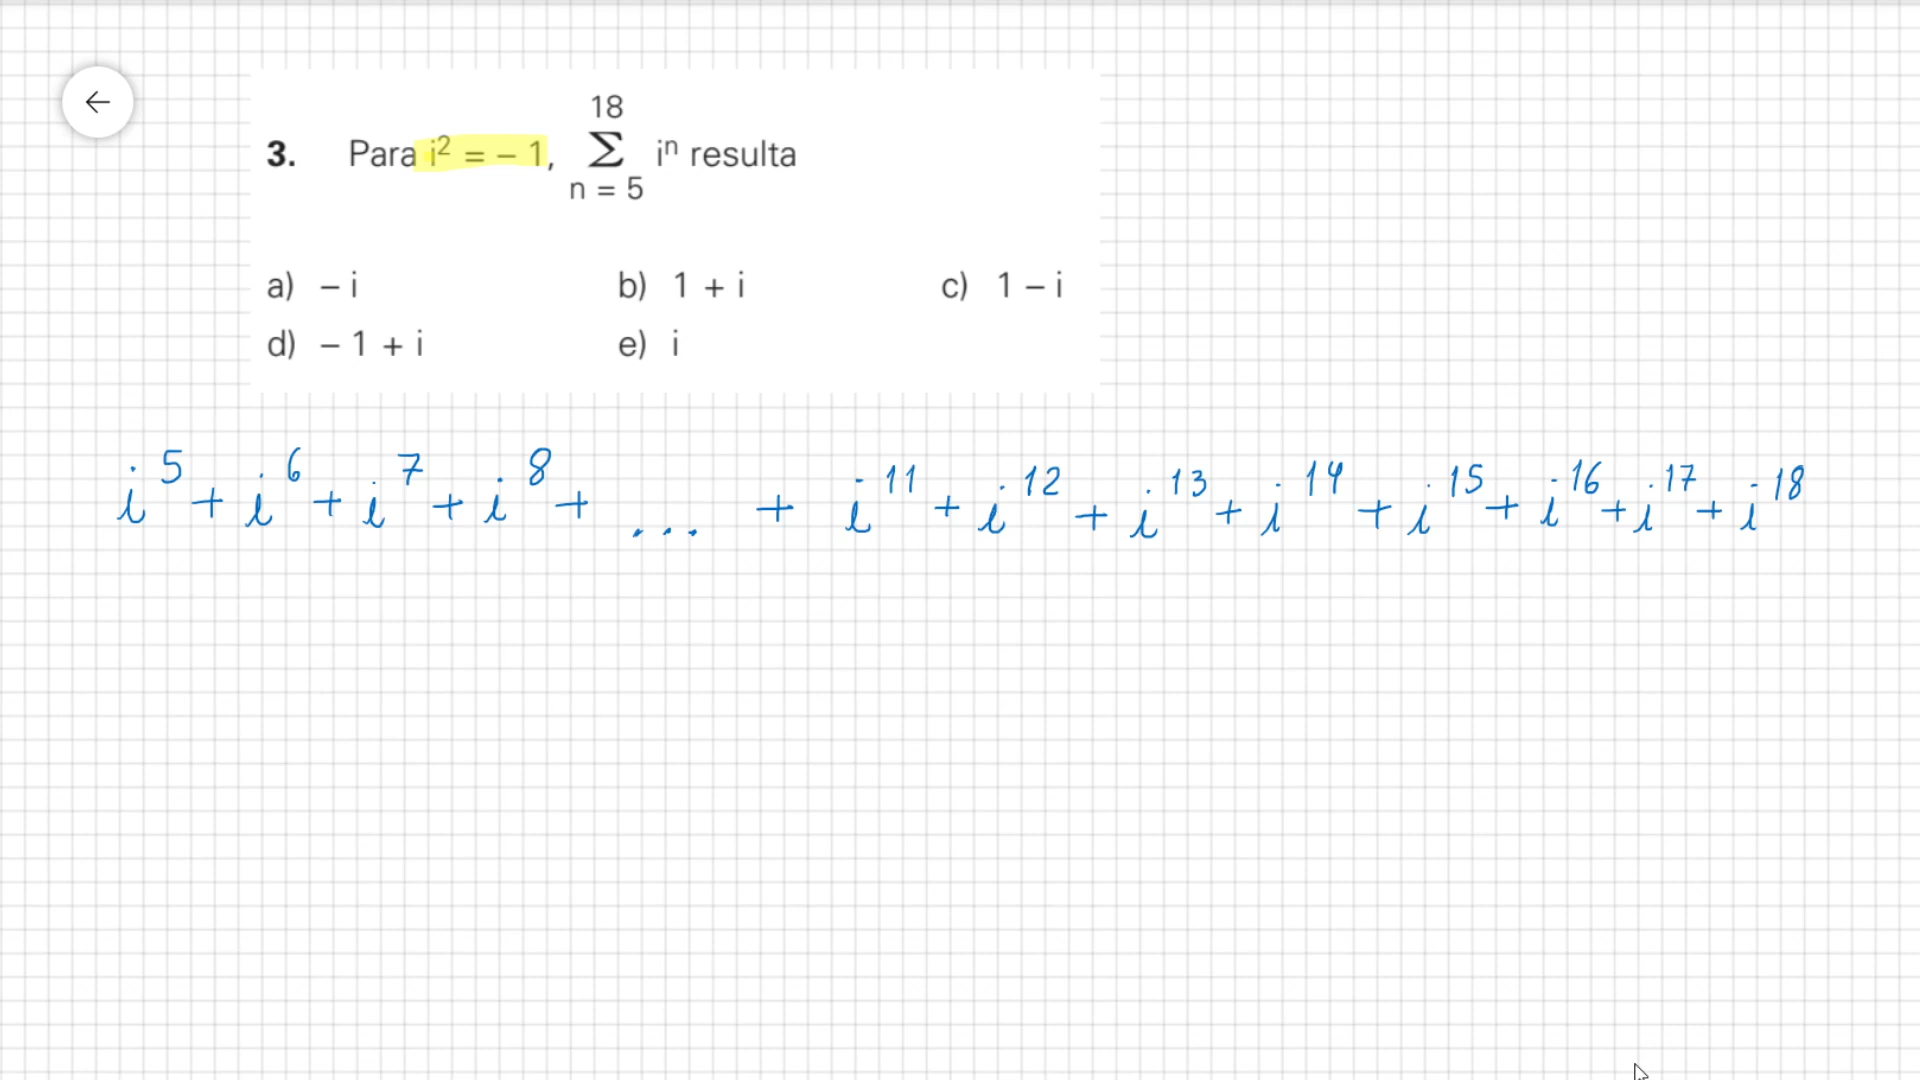 3. Para i² = – 1, 18 Σ n = 5 iⁿ resulta
a) – i b) 1 + i c) 1 – i
d) – 1 + i e) i
i⁵ + i⁶ + i⁷ + i⁸ + ... + i¹¹ + i¹² + i¹³ + i¹⁴ + i¹⁵ + i¹⁶ + i¹⁷ + i¹⁸